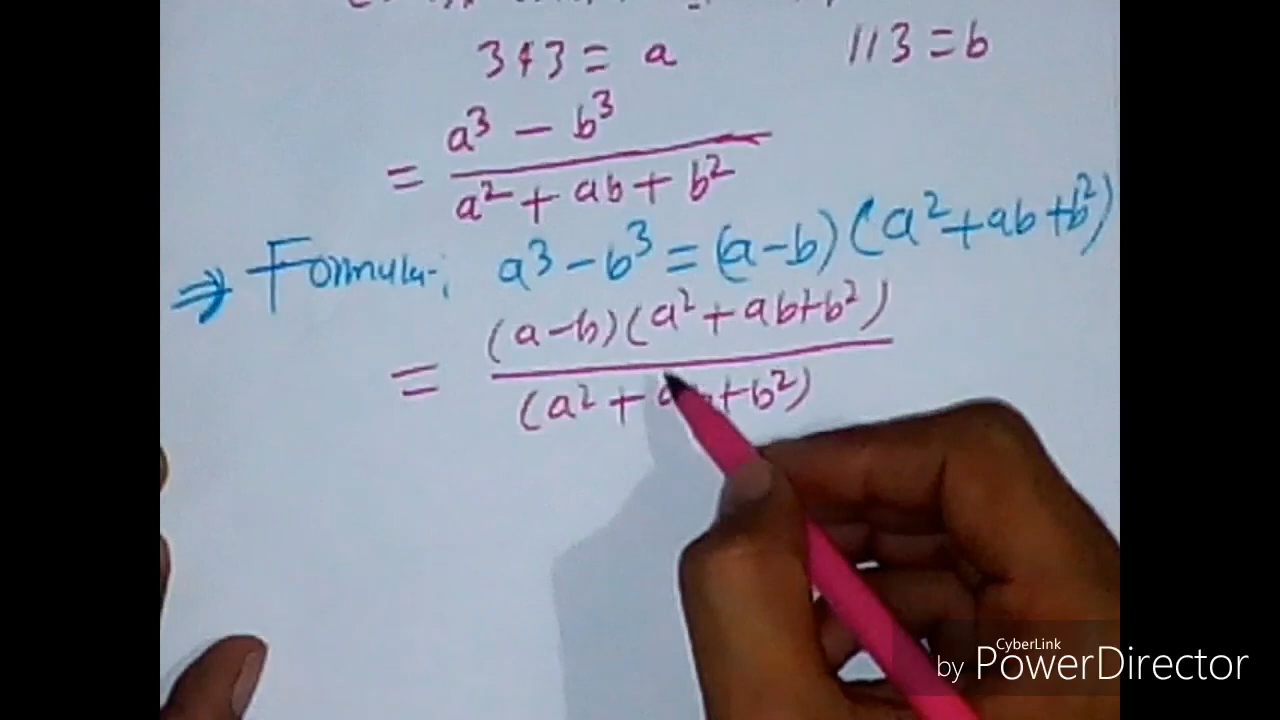 343 = a 113 = b
= a³ - b³ / a² + ab + b²
⇒ Formula:; a³ - b³ = (a-b) (a² + ab + b²)
= (a-b) (a² + ab + b²) / (a² + ab + b²)
CyberLink
by PowerDirector